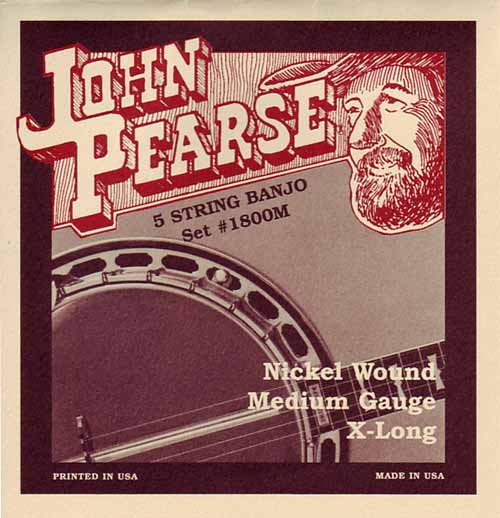 JOHN
PEARSE
5 STRING BANJO
Set #1800M
Nickel Wound
Medium Gauge
X-Long
PRINTED IN USA
MADE IN USA